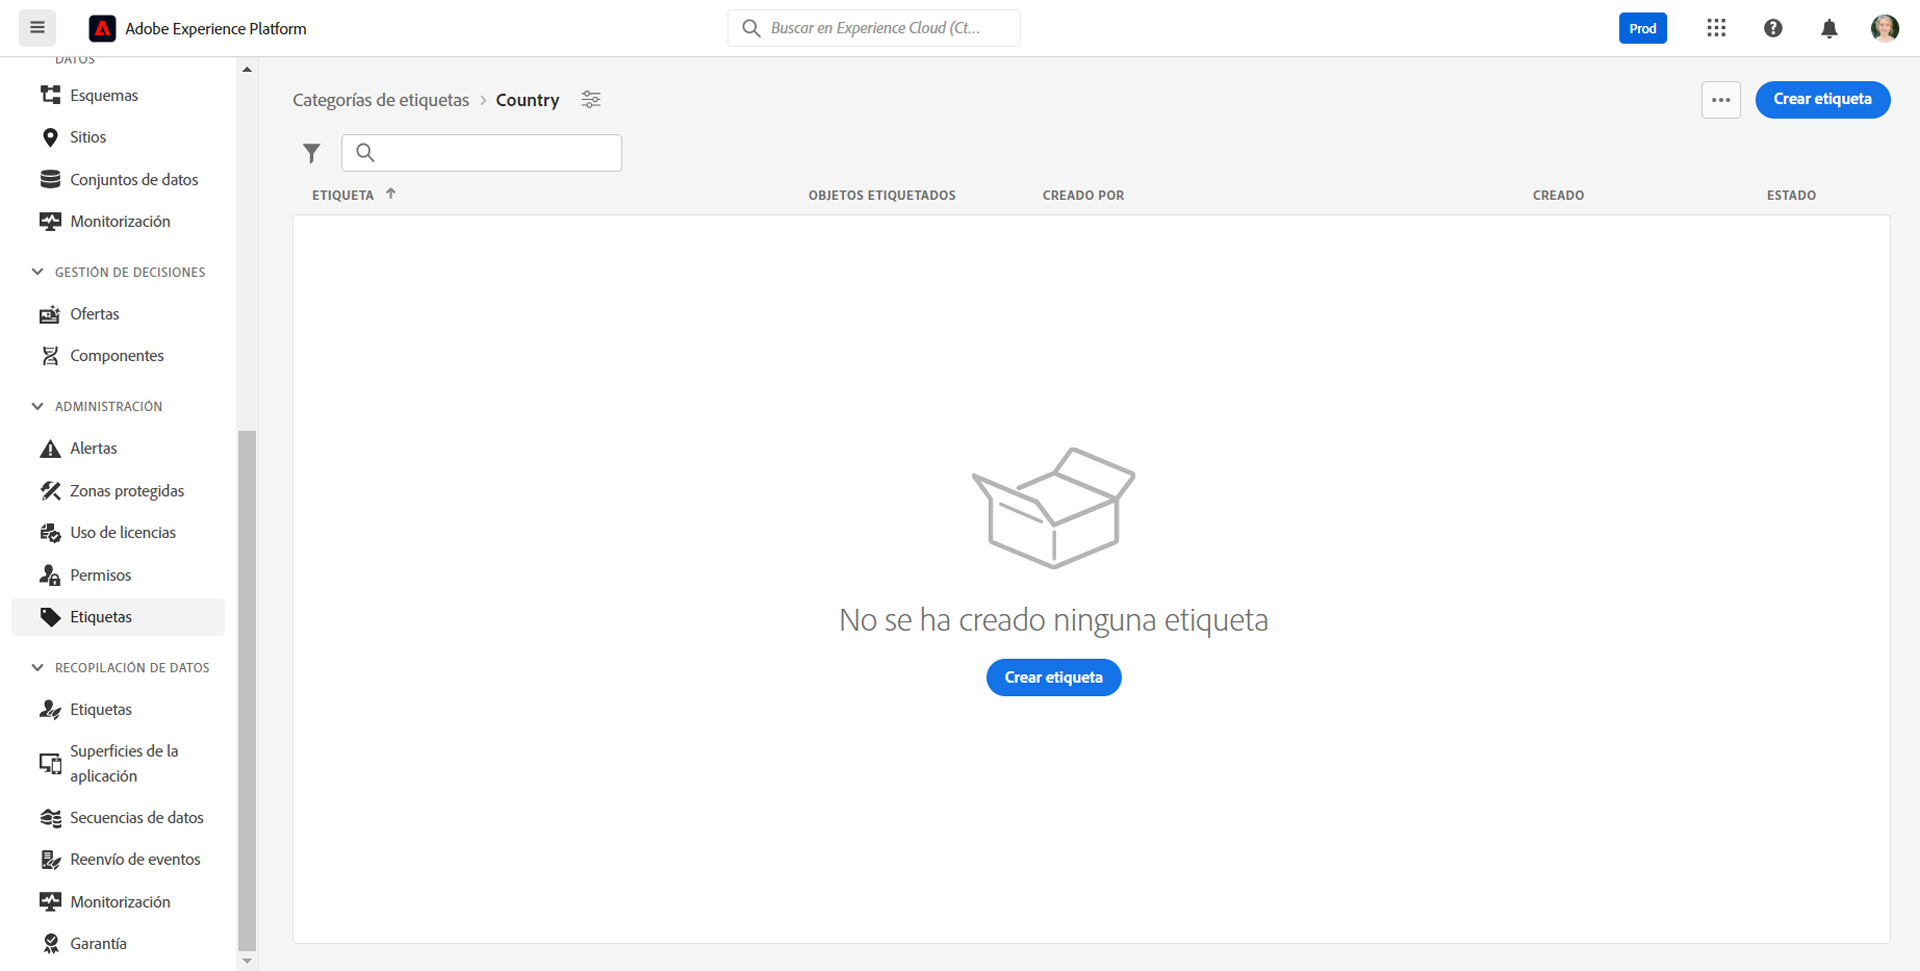 Adobe Experience Platform
Buscar en Experience Cloud (Ct...
Prod
DATOS
Esquemas
Sitios
Conjuntos de datos
Monitorización
GESTIÓN DE DECISIONES
Ofertas
Componentes
ADMINISTRACIÓN
Alertas
Zonas protegidas
Uso de licencias
Permisos
Etiquetas
RECOPILACIÓN DE DATOS
Etiquetas
Superficies de la
aplicación
Secuencias de datos
Reenvío de eventos
Monitorización
Garantía
Categorías de etiquetas > Country
Crear etiqueta
ETIQUETA ↑ OBJETOS ETIQUETADOS CREADO POR CREADO ESTADO
No se ha creado ninguna etiqueta
Crear etiqueta